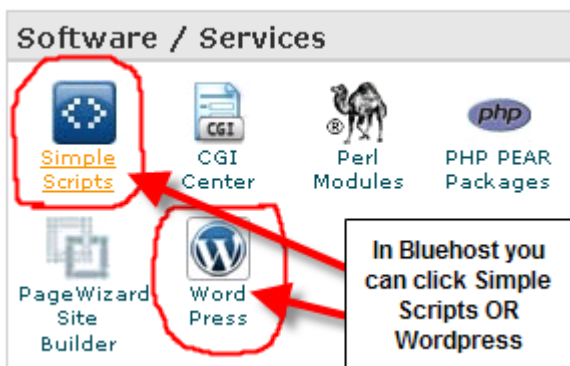 Software / Services
CGI
®
php
Simple
Scripts
CGI
Center
Perl
Modules
PHP PEAR
Packages
W
PageWizard
Site
Builder
Word
Press
In Bluehost you
can click Simple
Scripts OR
Wordpress